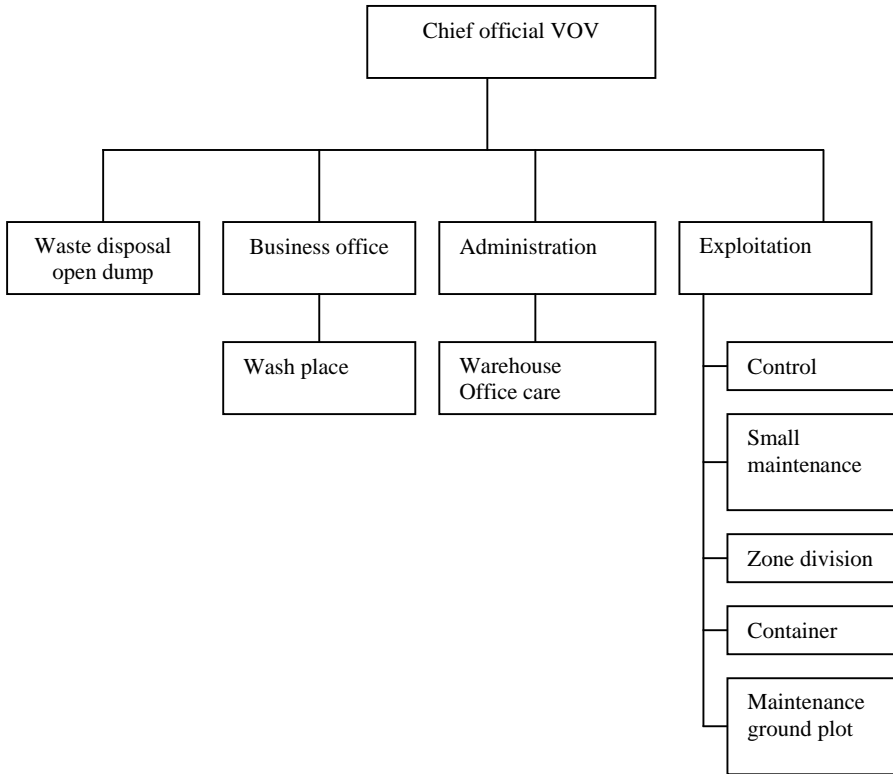 Chief official VOV
Waste disposal
open dump
Business office
Administration
Exploitation
Wash place
Warehouse
Office care
Control
Small
maintenance
Zone division
Container
Maintenance
ground plot